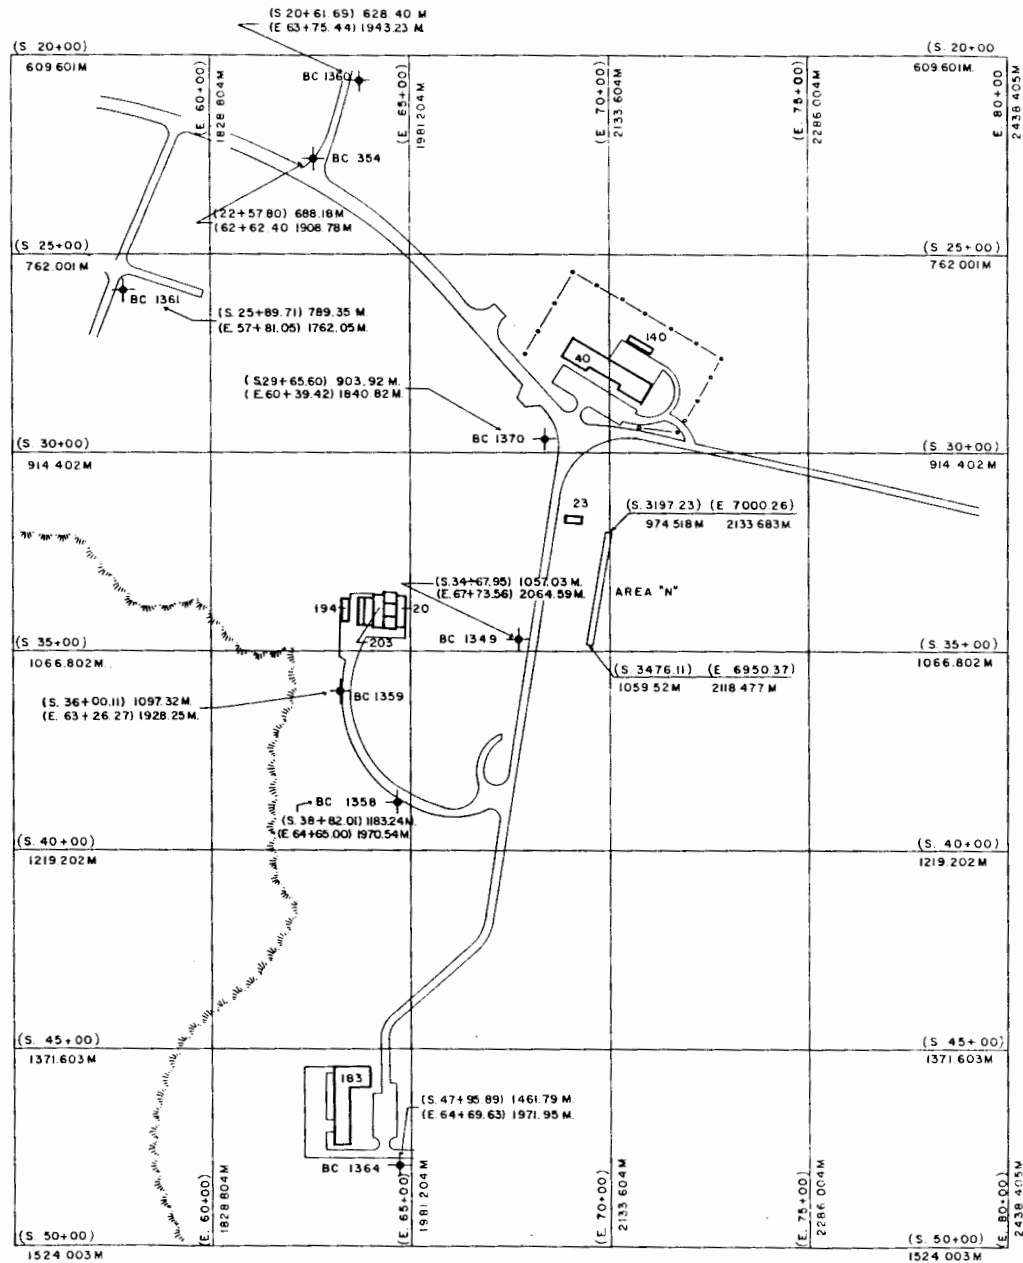 (S 20+61.69) 628.40 M
(E 63+75.44) 1943.23 M
(S. 20+00)
609 601M
(S. 20+00
609.601M.
BC 1360
(E. 60+00)
1828 804M
(E. 65+00)
1981 204M
(E. 70+00)
2133 604M
(E. 75+00)
2286 004M
E. 80+00)
2438 405M
BC 354
(22+57.80) 688.18M
(62+62.40 1908.78M
(S 25+00)
762.001M
(S. 25+00)
762 001M
BC 1361
(S. 25+89.71) 789.35 M.
(E. 57+81.05) 1762.05M.
140
40
(S29+65.60) 903.92 M.
(E.60+39.42) 1840.82M.
BC 1370
(S. 30+00)
914 402M
(S. 30+00)
914.402M
23
(S.3197.23) (E 7000.26)
974 518M 2133 683M.
AREA "N"
(S.34+67.95) 1057.03 M.
(E.67+73.56) 2064.59M.
194
20
203
BC 1349
(S 35+00)
1066.802M.
(S. 35+00)
1066.802M
(S. 3476.11) (E 6950.37)
1059 52M 2118 477M
(S. 36+00.11) 1097.32M.
(E. 63+26.27) 1928.25M.
BC 1359
BC 1358
(S. 38+82.01) 1183.24M.
(E.64+65.00) 1970.54M.
(S. 40+00)
1219.202M
(S. 40+00)
1219.202M
(S. 45+00)
1371.603M
(S 45+00)
1371.603M
183
(S.47+95.89) 1461.79 M.
(E.64+69.63) 1971.95 M.
BC 1364
(E. 60+00)
1828 804M
(E. 65+00)
1981 204M
(E. 70+00)
2133 604M
(E. 75+00)
2286 004M
(E. 80+00)
2438 405M
(S. 50+00)
1524 003M
(S. 50+00)
1524 003M